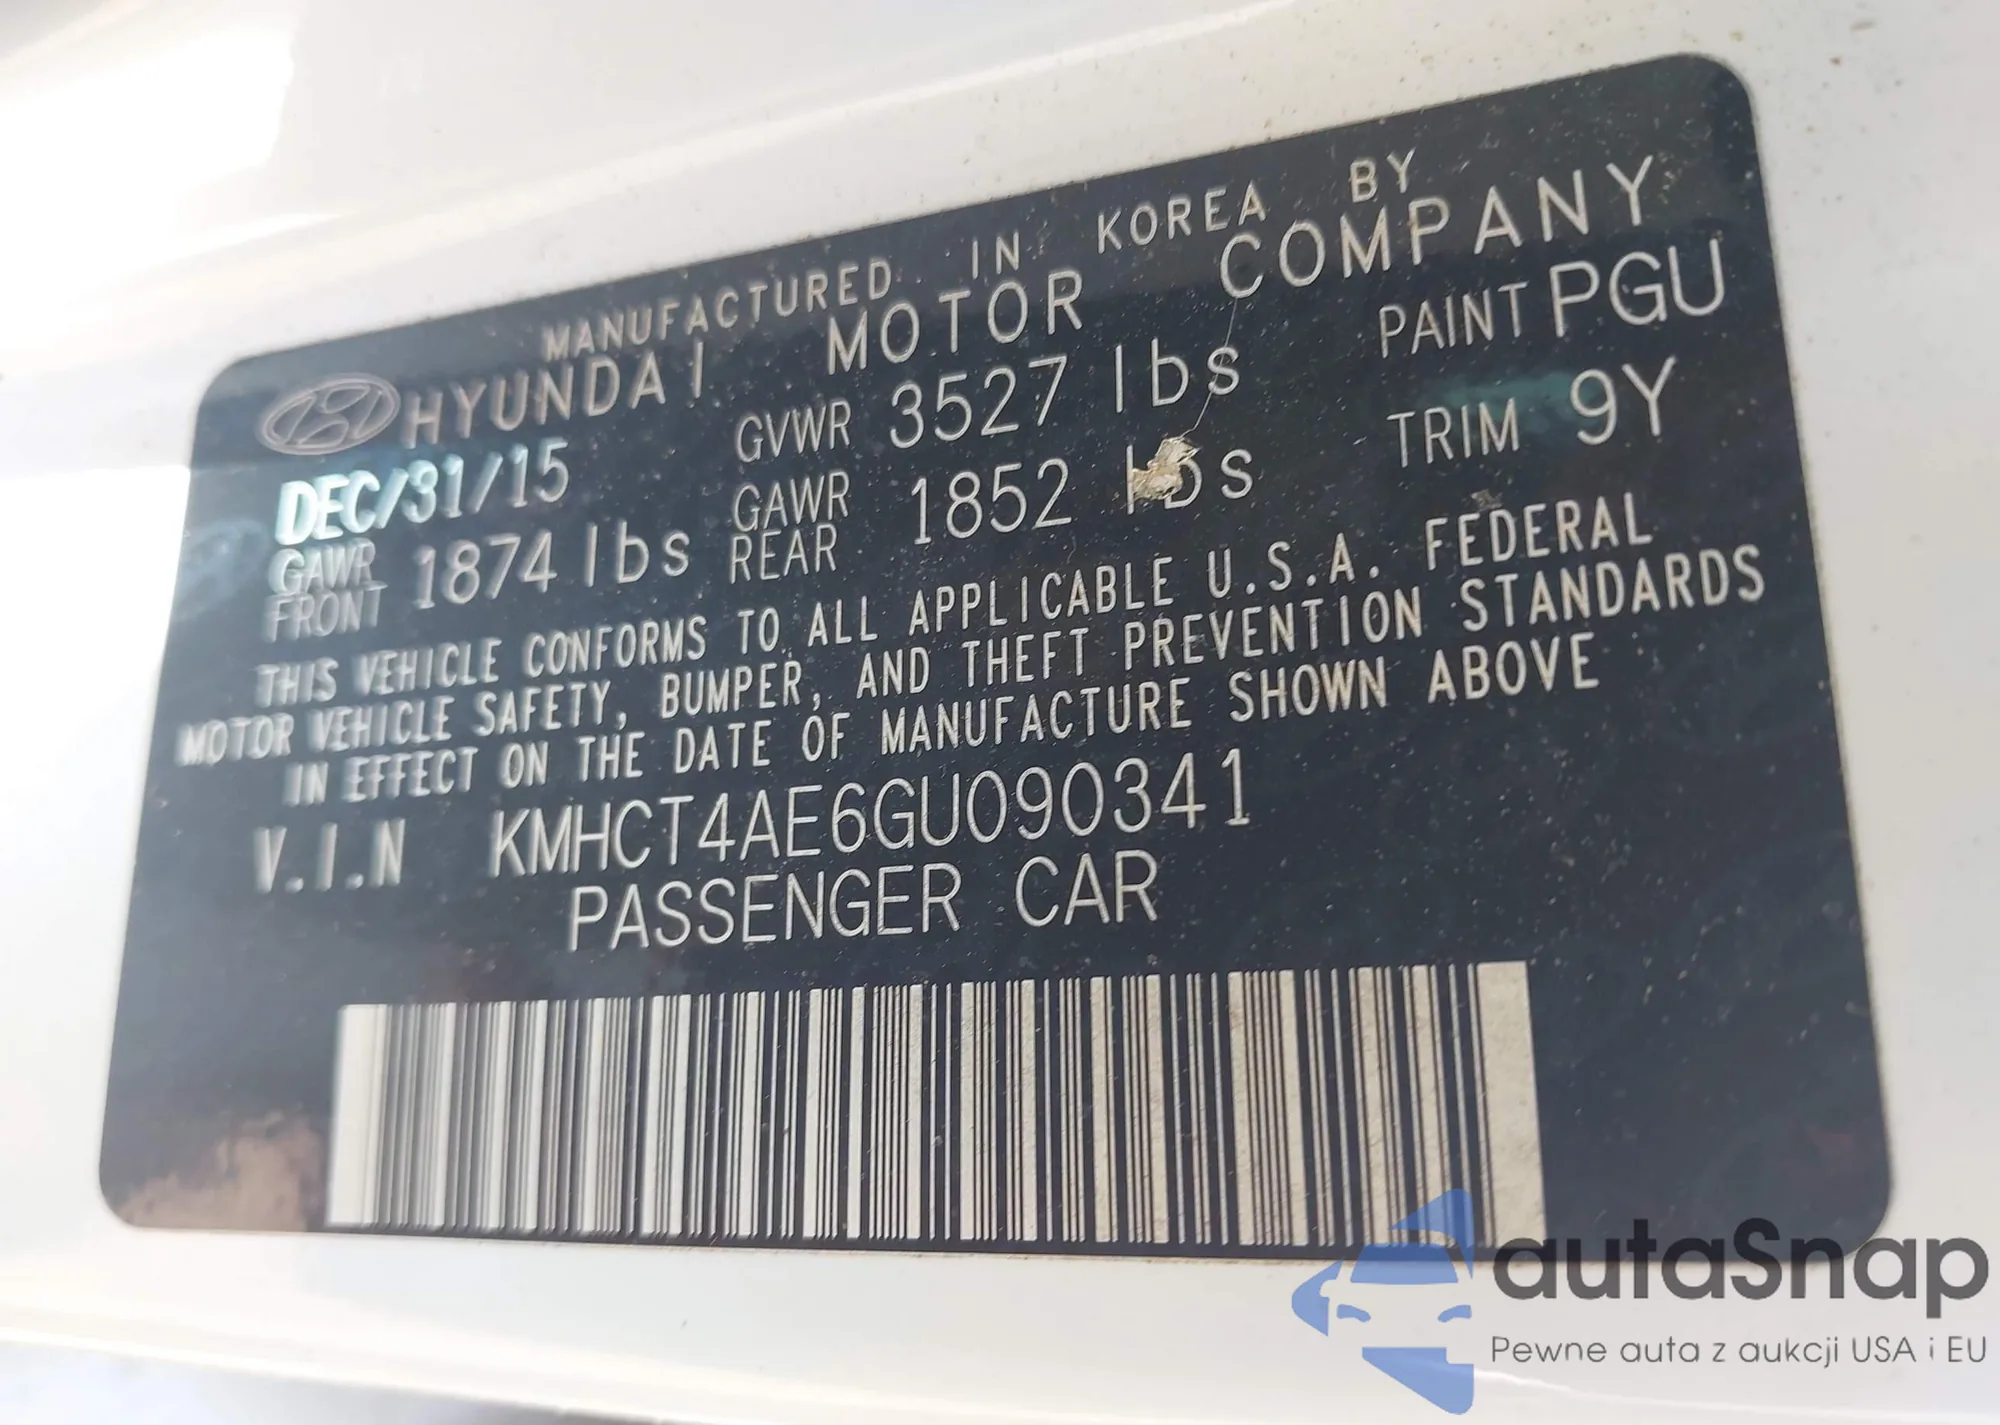 MANUFACTURED IN KOREA BY
HYUNDAI MOTOR COMPANY
DEC/31/15 GVWR 3527 lbs PAINT PGU
GAWR FRONT 1874 lbs GAWR REAR 1852 lbs TRIM 9Y
THIS VEHICLE CONFORMS TO ALL APPLICABLE U.S.A. FEDERAL
MOTOR VEHICLE SAFETY, BUMPER, AND THEFT PREVENTION STANDARDS
IN EFFECT ON THE DATE OF MANUFACTURE SHOWN ABOVE
V.I.N KMHCT4AE6GU090341
PASSENGER CAR
autaSnap
Pewne auta z aukcji USA i EU